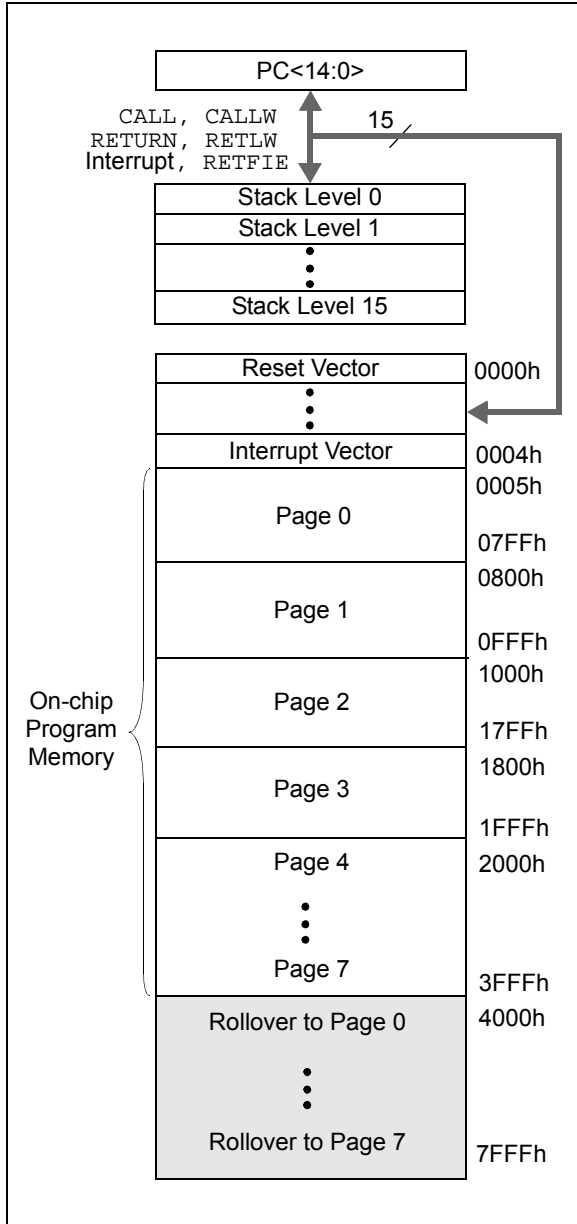 PC<14:0>
CALL, CALLW
RETURN, RETLW
Interrupt, RETFIE
15
Stack Level 0
Stack Level 1
Stack Level 15
Reset Vector
0000h
Interrupt Vector
0004h
0005h
Page 0
07FFh
0800h
Page 1
0FFFh
1000h
Page 2
17FFh
1800h
Page 3
1FFFh
On-chip
Program
Memory
Page 4
2000h
Page 7
3FFFh
Rollover to Page 0
4000h
Rollover to Page 7
7FFFh